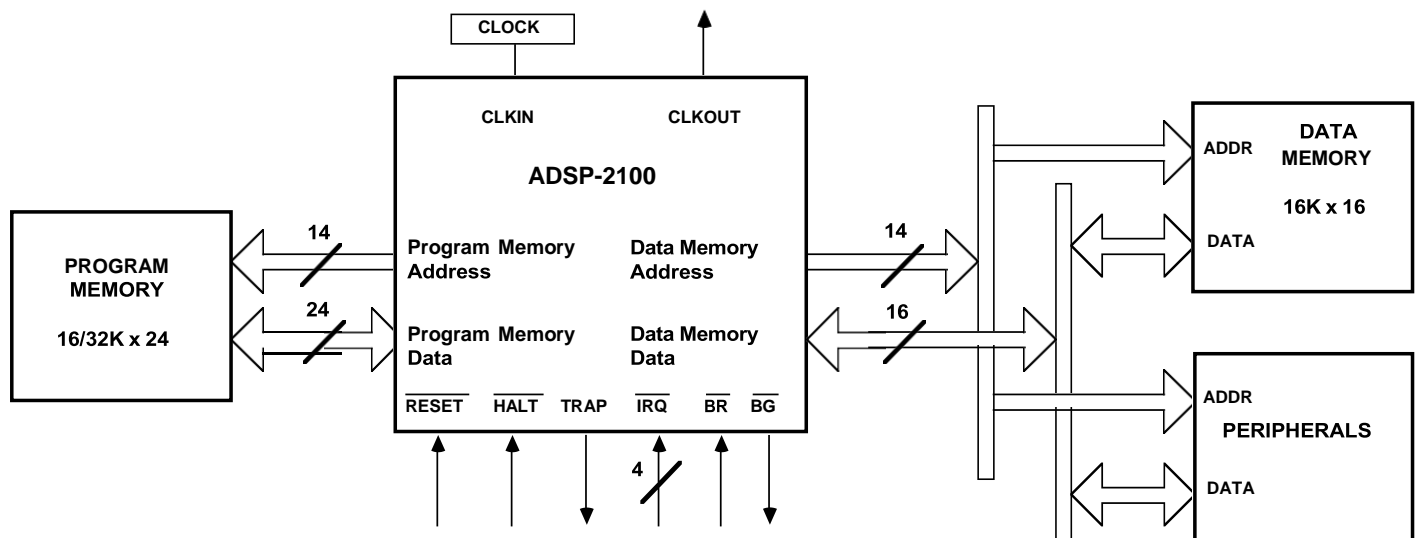 CLOCK
CLKIN
CLKOUT
ADSP-2100
PROGRAM
MEMORY
16/32K x 24
14
24
Program Memory
Address
Program Memory
Data
Data Memory
Address
Data Memory
Data
RESET
HALT
TRAP
IRQ
BR
BG
4
14
16
ADDR
DATA
MEMORY
16K x 16
DATA
ADDR
PERIPHERALS
DATA